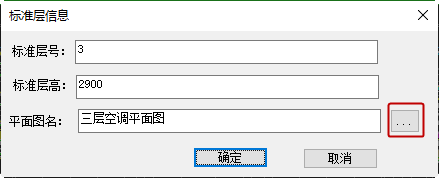 标准层信息
标准层号： 3
标准层高： 2900
平面图名： 三层空调平面图 ...
确定 取消